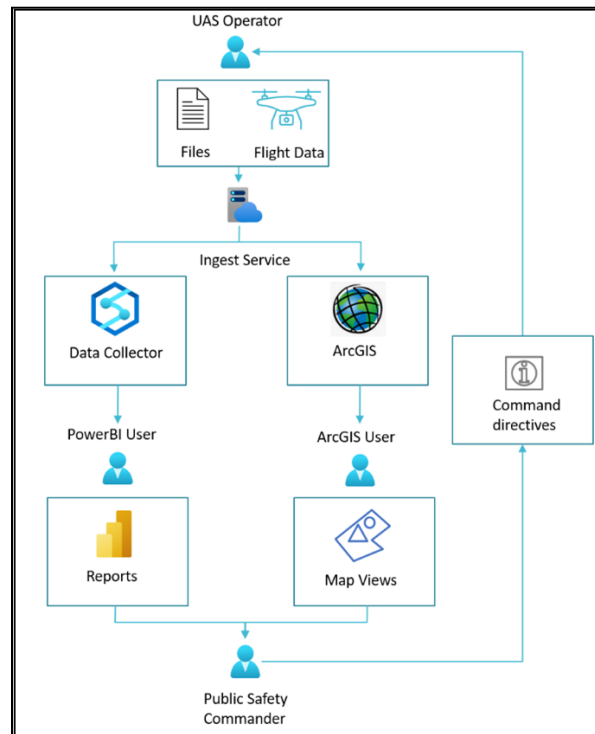 UAS Operator
Files
Flight Data
Ingest Service
Data Collector
ArcGIS
Command
directives
PowerBI User
ArcGIS User
Reports
Map Views
Public Safety
Commander